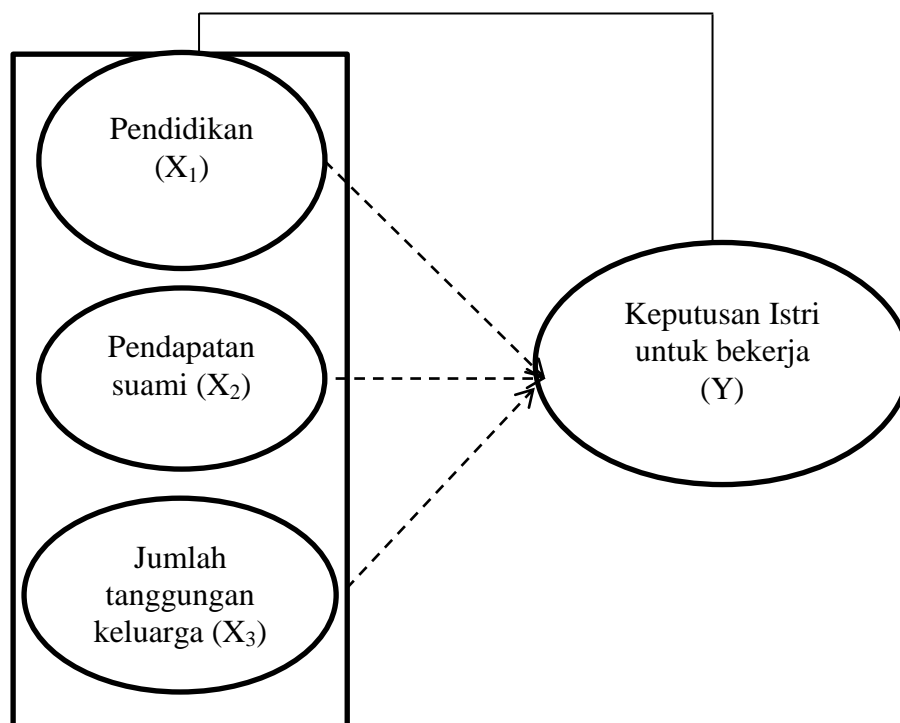 Pendidikan
(X₁)
Pendapatan
suami (X₂)
Jumlah
tanggungan
keluarga (X₃)
Keputusan Istri
untuk bekerja
(Y)